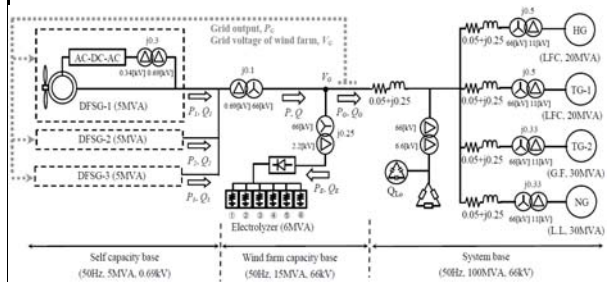 Grid output, PG
Grid voltage of wind farm, VG
AC-DC-AC
j0.3
0.34[kV] 0.69[kV]
DFSG-1 (5MVA)
P1, Q1
DFSG-2 (5MVA)
P2, Q2
DFSG-3 (5MVA)
P3, Q3
j0.1
0.69[kV] 66[kV]
P, Q
VG
PG, QG
66[kV]
j0.25
2.2[kV]
PE, QE
① ② ③ ④ ⑤ ⑥
Electrolyzer (6MVA)
0.05+j0.25
66[kV]
6.6[kV]
QLo
0.05+j0.25
j0.5
66[kV] 11[kV]
HG
(LFC, 20MVA)
0.05+j0.25
j0.5
66[kV] 11[kV]
TG-1
(LFC, 20MVA)
0.05+j0.25
j0.33
66[kV] 11[kV]
TG-2
(G.F. 30MVA)
0.05+j0.25
j0.33
66[kV] 11[kV]
NG
(L.L. 30MVA)
Self capacity base
(50Hz, 5MVA, 0.69kV)
Wind farm capacity base
(50Hz, 15MVA, 66kV)
System base
(50Hz, 100MVA, 66kV)